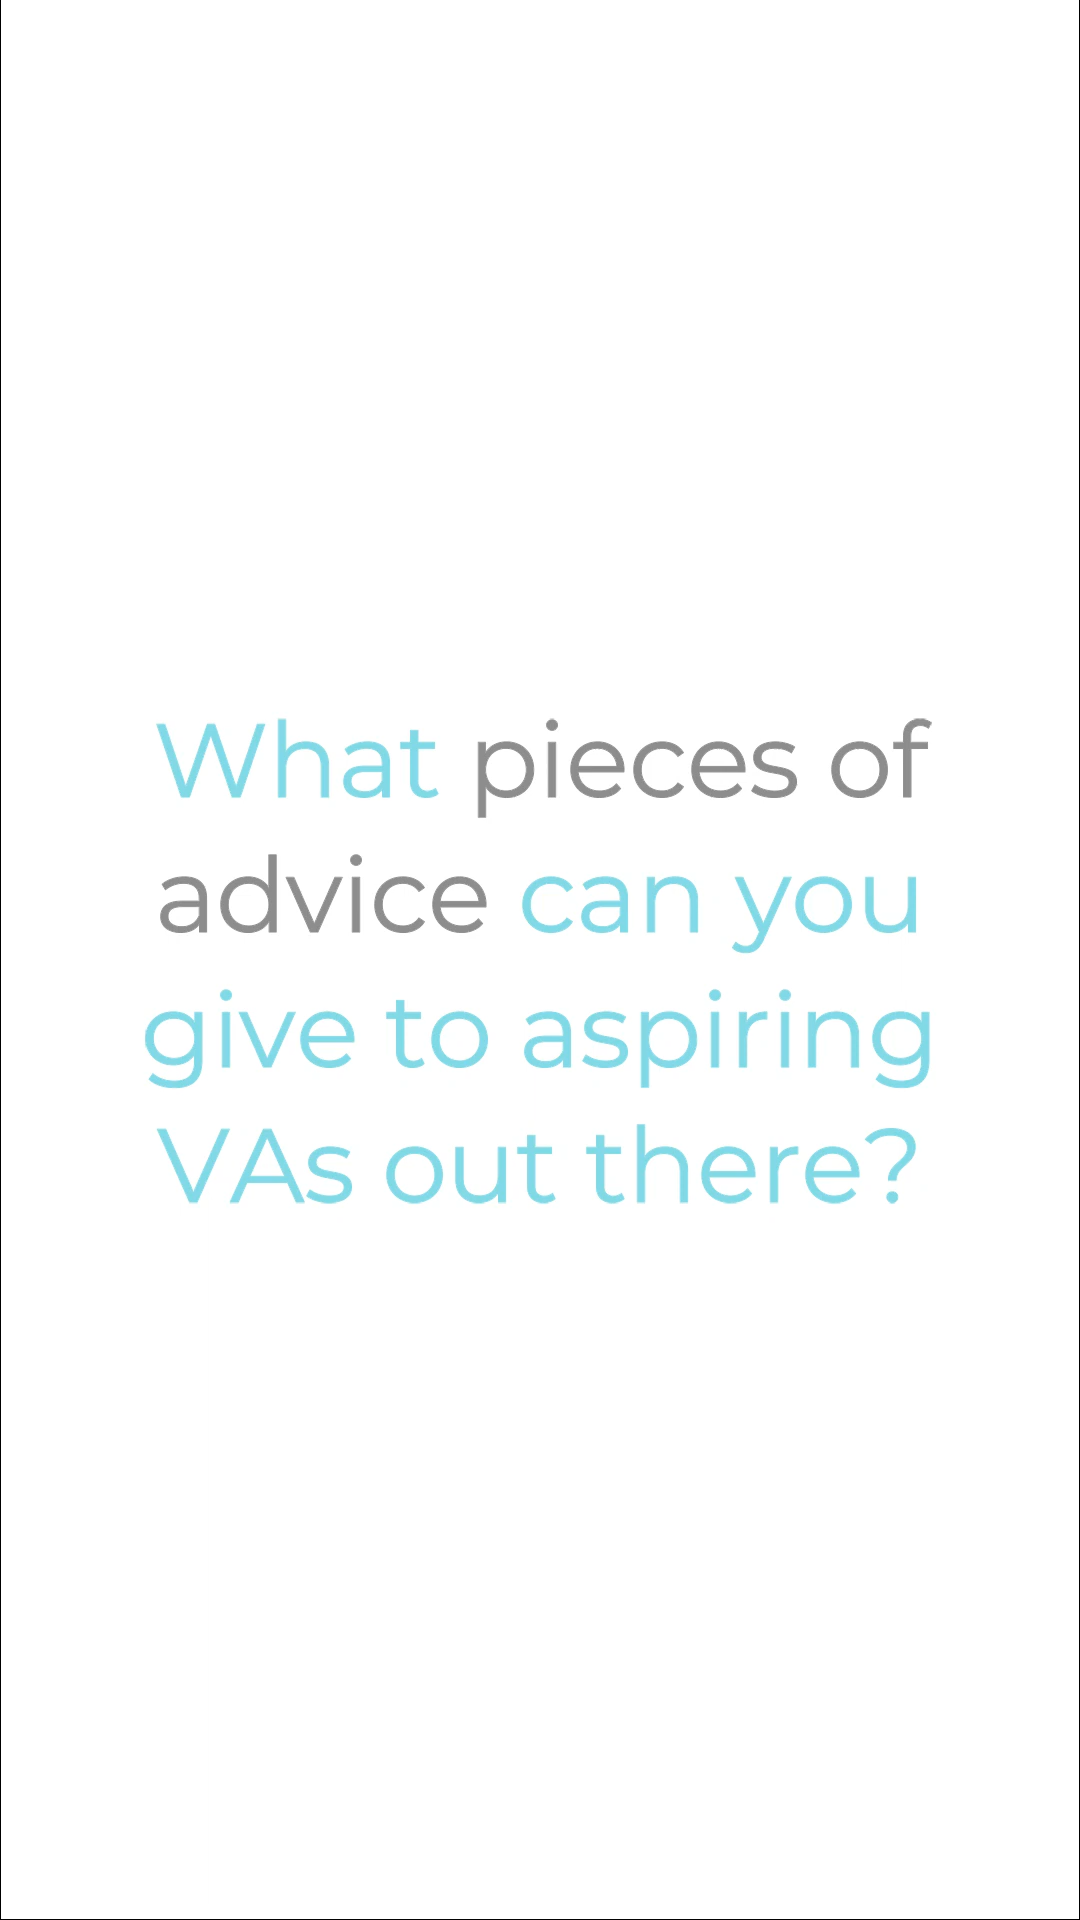 What pieces of
advice can you
give to aspiring
VAs out there?